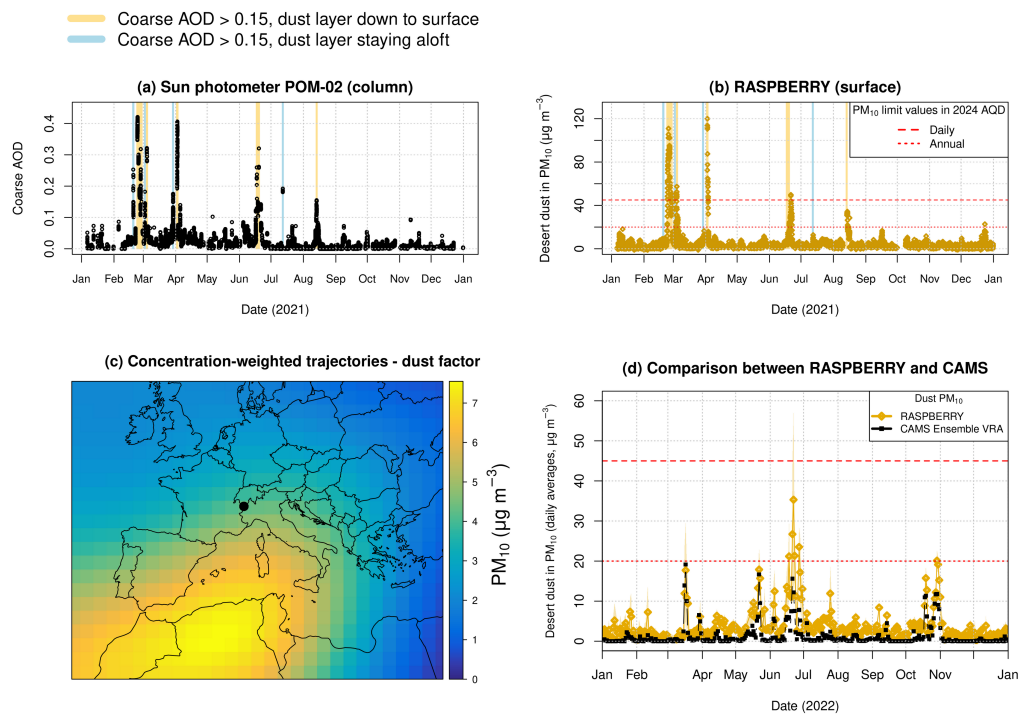 Coarse AOD > 0.15, dust layer down to surface
Coarse AOD > 0.15, dust layer staying aloft
(a) Sun photometer POM-02 (column)
Coarse AOD
0.0 0.1 0.2 0.3 0.4
Jan Feb Mar Apr May Jun Jul Aug Sep Oct Nov Dec Jan
Date (2021)
(b) RASPBERRY (surface)
Desert dust in PM₁₀ (µg m⁻³)
0 40 80 120
PM₁₀ limit values in 2024 AQD
Daily
Annual
Jan Feb Mar Apr May Jun Jul Aug Sep Oct Nov Dec Jan
Date (2021)
(c) Concentration-weighted trajectories - dust factor
0 1 2 3 4 5 6 7
PM₁₀ (µg m⁻³)
(d) Comparison between RASPBERRY and CAMS
Desert dust in PM₁₀ (daily averages, µg m⁻³)
0 10 20 30 40 50 60
Dust PM₁₀
RASPBERRY
CAMS Ensemble VRA
Jan Feb Apr May Jun Jul Aug Sep Oct Nov Jan
Date (2022)